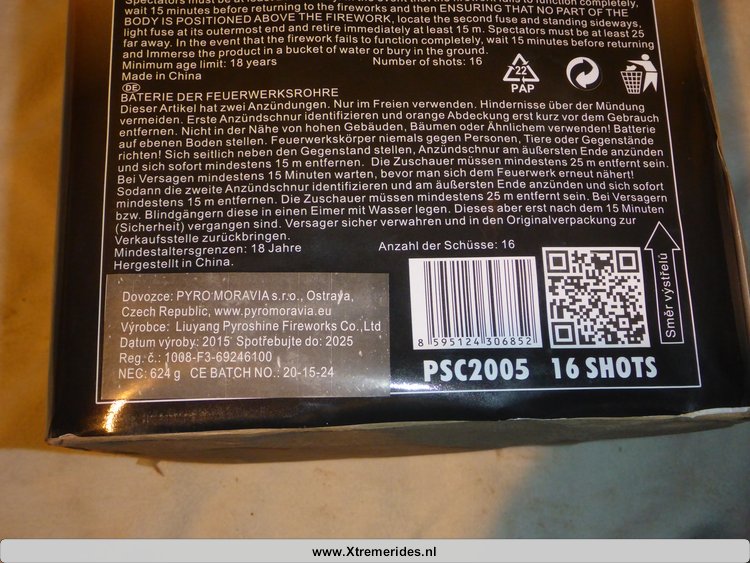 wait 15 minutes before returning to the fireworks and then ENSURING THAT NO PART OF THE
BODY IS POSITIONED ABOVE THE FIREWORK, locate the second fuse and standing sideways,
light fuse at its outermost end and retire immediately at least 15 m. Spectators must be at least 25
far away. In the event that the firework fails to function completely, wait 15 minutes before returning
and Immerse the product in a bucket of water or bury in the ground.
Minimum age limit: 18 years Number of shots: 16
Made in China
22
PAP
DE
BATERIE DER FEUERWERKSROHRE
Dieser Artikel hat zwei Anzündungen. Nur im Freien verwenden. Hindernisse über der Mündung
vermeiden. Erste Anzündschnur identifizieren und orange Abdeckung erst kurz vor dem Gebrauch
entfernen. Nicht in der Nähe von hohen Gebäuden, Bäumen oder Ähnlichem verwenden! Batterie
auf ebenen Boden stellen. Feuerwerkskörper niemals gegen Personen, Tiere oder Gegenstände
richten! Sich seitlich neben den Gegenstand stellen, Anzündschnur am äußersten Ende anzünden
und sich sofort mindestens 15 m entfernen. Die Zuschauer müssen mindestens 25 m entfernt sein.
Bei Versagen mindestens 15 Minuten warten, bevor man sich dem Feuerwerk erneut nähert!
Sodann die zweite Anzündschnur identifizieren und am äußersten Ende anzünden und sich sofort
mindestens 15 m entfernen. Die Zuschauer müssen mindestens 25 m entfernt sein. Bei Versagern
bzw. Blindgängern diese in einen Eimer mit Wasser legen. Dieses aber erst nach dem 15 Minuten
(Sicherheit) vergangen sind. Versager sicher verwahren und in den Originalverpackung zur
Verkaufsstelle zurückbringen.
Mindestaltersgrenzen: 18 Jahre Anzahl der Schüsse: 16
Hergestellt in China.
Dovozce: PYRO MORAVIA s.r.o., Ostrava,
Czech Republic, www.pyromoravia.eu
Výrobce: Liuyang Pyroshine Fireworks Co.,Ltd
Datum výroby: 2015 Spotřebujte do: 2025
Reg. č.: 1008-F3-69246100
NEC: 624 g CE BATCH NO.: 20-15-24
8 595124 306852
PSC2005 16 SHOTS
Směr výstřelů
www.Xtremerides.nl